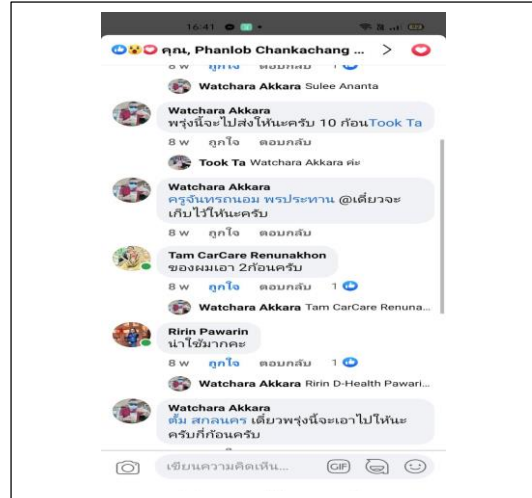 16:41
คุณ, Phanlob Chankachang ...
8 w ถูกใจ ตอบกลับ 1
Watchara Akkara Sulee Ananta
Watchara Akkara
พรุ่งนี้จะไปส่งให้นะครับ 10 ก้อนTook Ta
8 w ถูกใจ ตอบกลับ
Took Ta Watchara Akkara ค่ะ
Watchara Akkara
ครูจันทรถนอม พรประทาน @เดี๋ยวจะ
เก็บไว้ให้นะครับ
8 w ถูกใจ ตอบกลับ
Tam CarCare Renunakhon
ของผมเอา 2ก้อนครับ
8 w ถูกใจ ตอบกลับ 1
Watchara Akkara Tam CarCare Renuna...
Ririn Pawarin
น่าใช้มากคะ
8 w ถูกใจ ตอบกลับ 1
Watchara Akkara Ririn D-Health Pawari...
Watchara Akkara
ตั้ม สกลนคร เดี๋ยวพรุ่งนี้จะเอาไปให้นะ
ครับกี่ก้อนครับ
เขียนความคิดเห็น... GIF